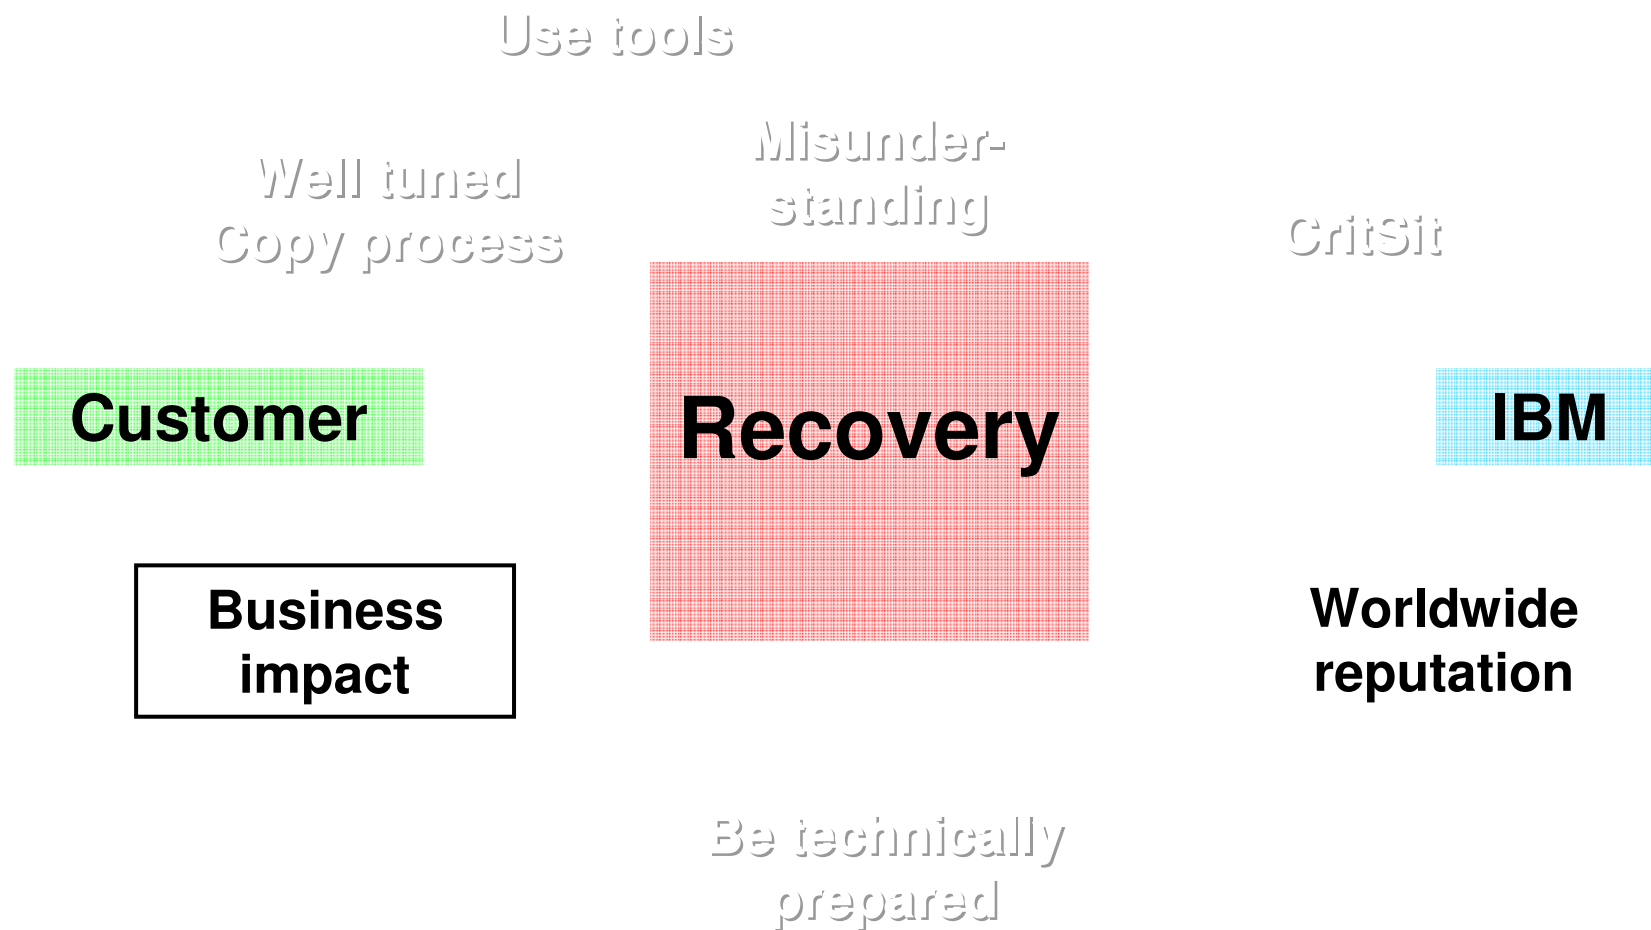 Use tools
Misunder-
standing
Well tuned
Copy process
CritSit
Customer
Recovery
IBM
Business
impact
Worldwide
reputation
Be technically
prepared